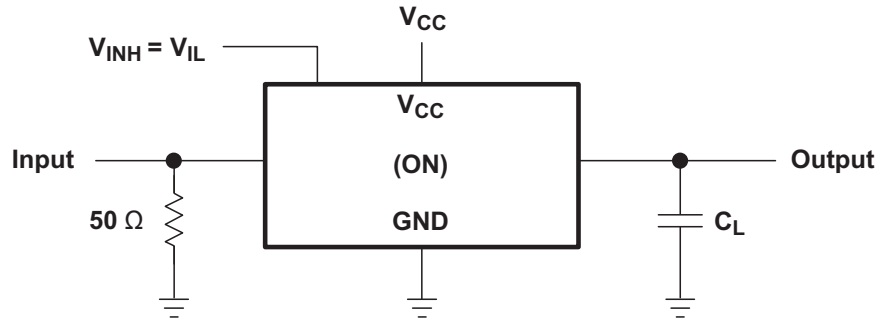 V_CC
V_INH = V_IL
V_CC
Input
(ON)
Output
50 Ω
GND
C_L